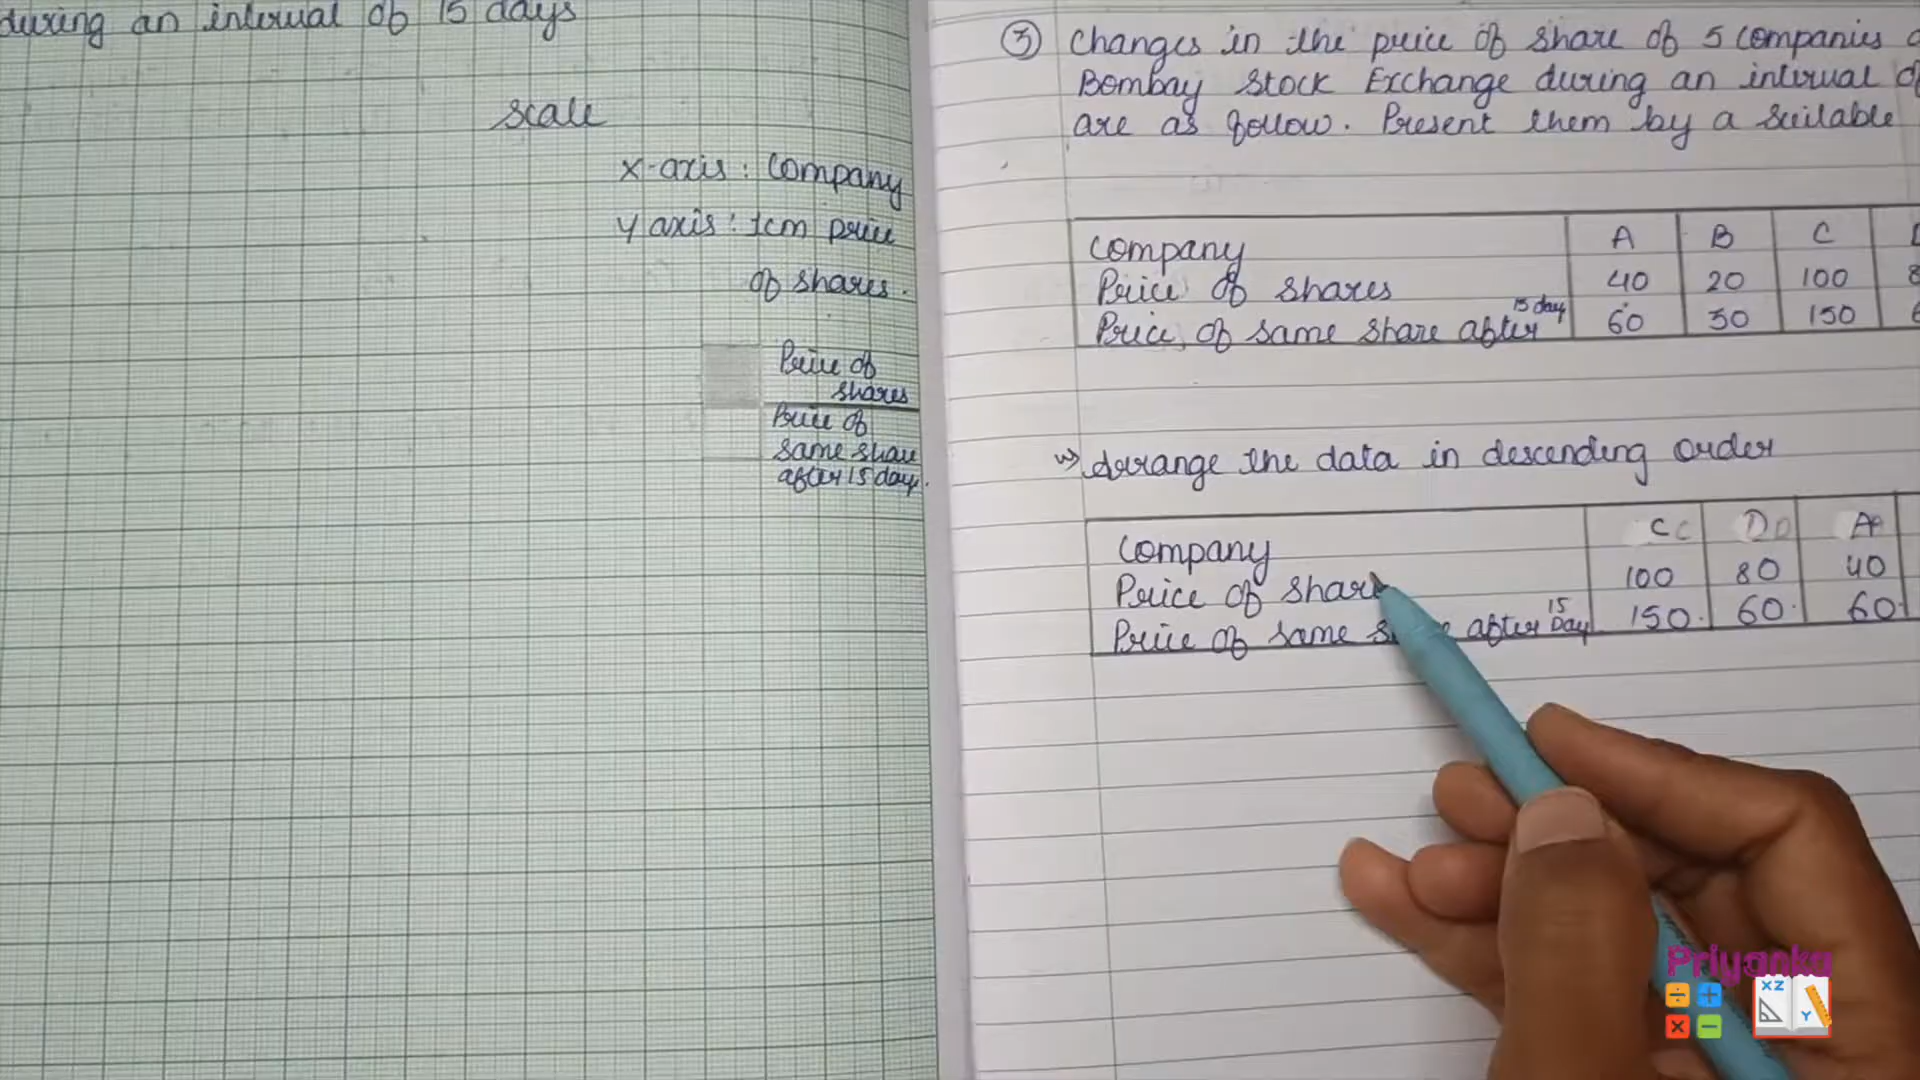 during an interval of 15 days
scale
X-axis : Company
Y axis : 1cm price
of shares.
Price of
shares
Price of
same share
after 15 day.
③ Changes in the price of share of 5 companies
Bombay Stock Exchange during an interval
are as follow. Present them by a suitable
Company A B C
Price of shares 40 20 100 8
Price of same share after 15 day 60 30 150 6
Arrange the data in descending order
Company C C D D A
Price of share 100 80 40
Price of same after 15 Day 150. 60. 60.
Priyanka
÷ + XZ
× − Y